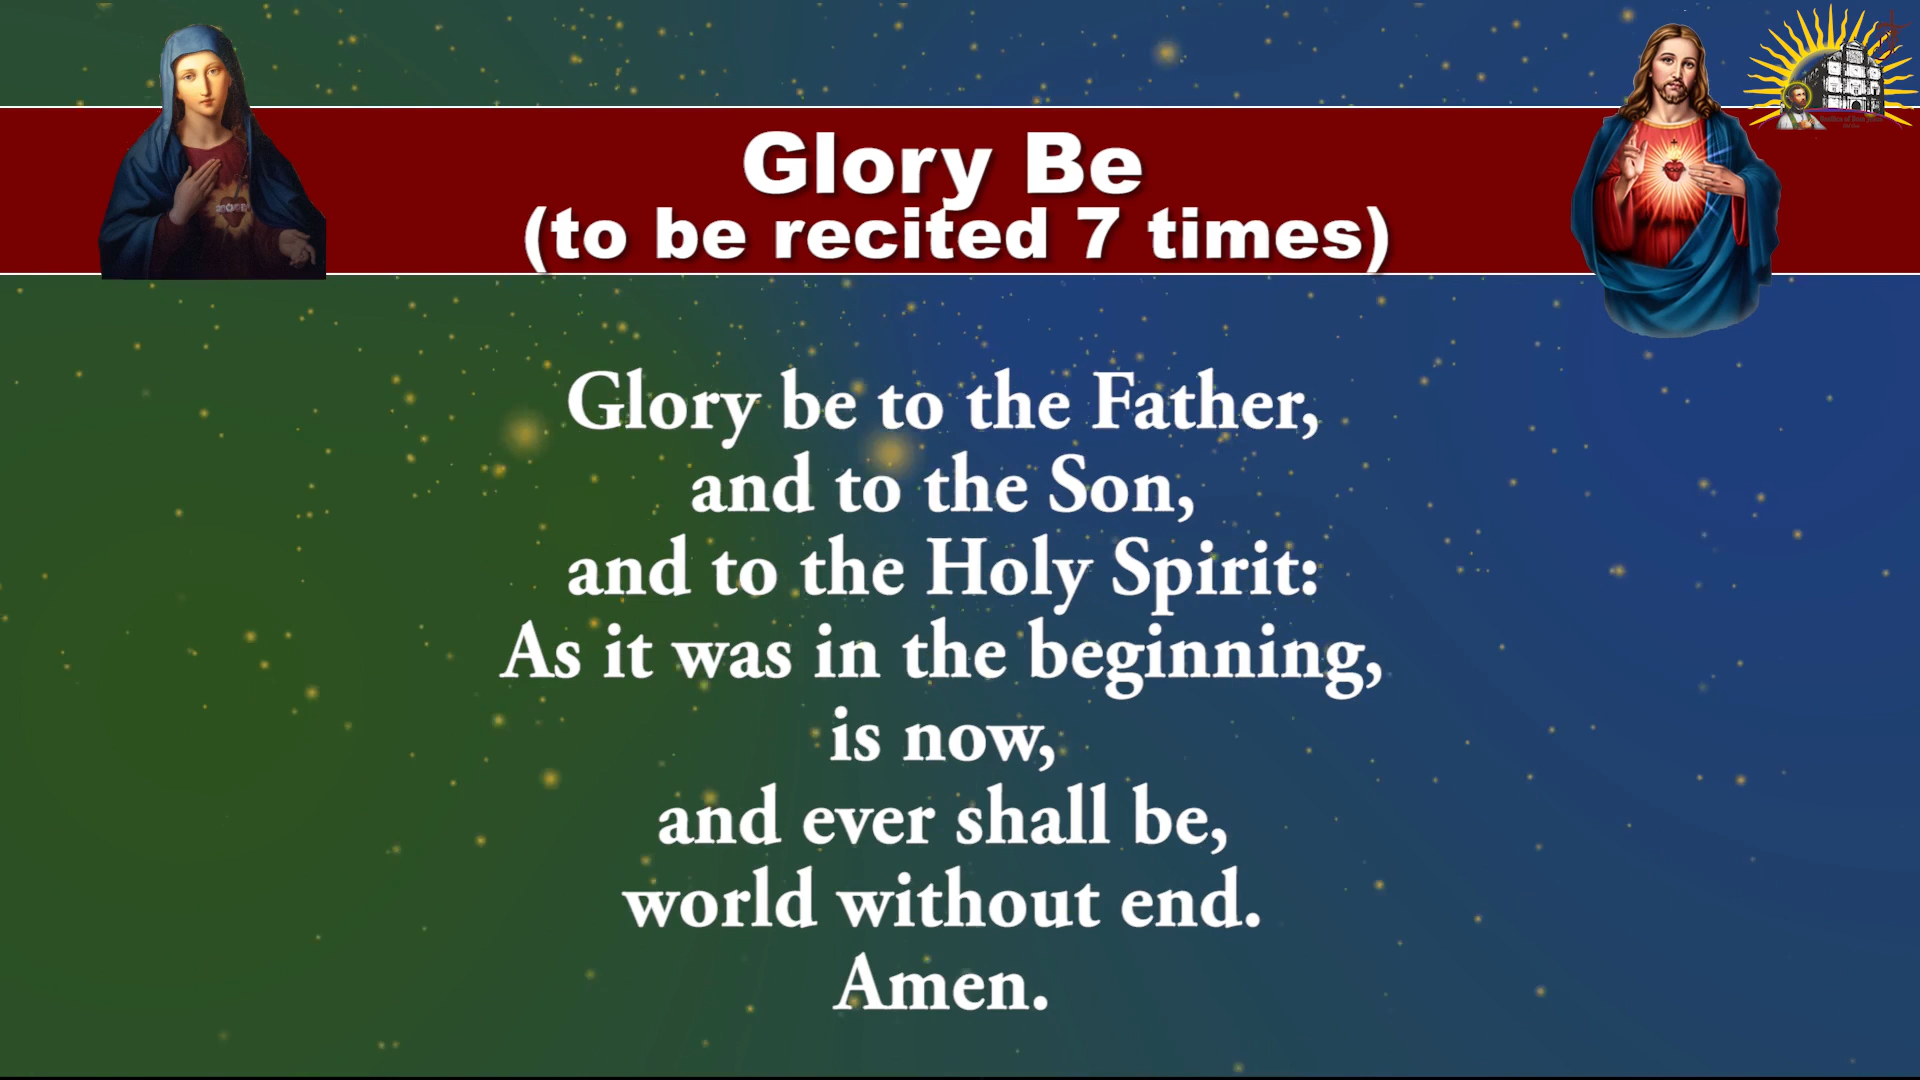 Glory Be
(to be recited 7 times)
Glory be to the Father,
and to the Son,
and to the Holy Spirit:
As it was in the beginning,
is now,
and ever shall be,
world without end.
Amen.